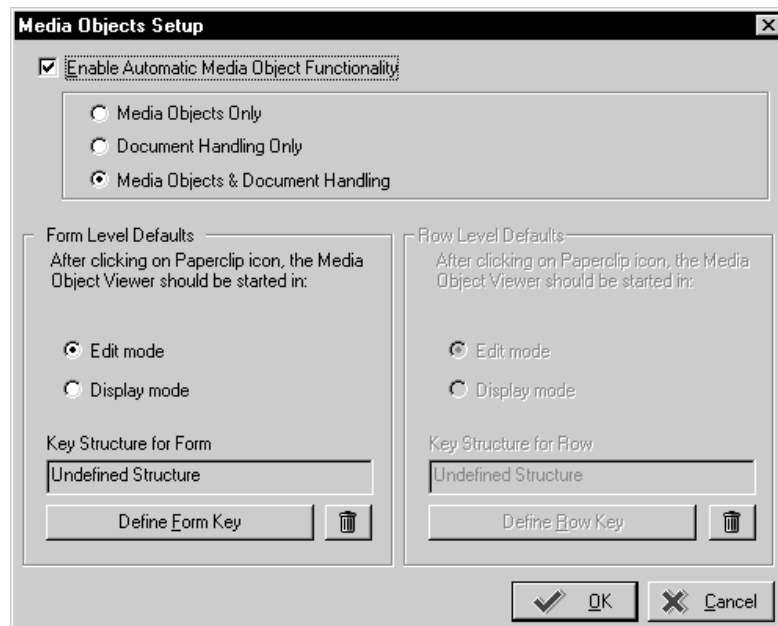 Media Objects Setup
Enable Automatic Media Object Functionality
Media Objects Only
Document Handling Only
Media Objects & Document Handling
Form Level Defaults
After clicking on Paperclip icon, the Media
Object Viewer should be started in:
Edit mode
Display mode
Key Structure for Form
Undefined Structure
Define Form Key
Row Level Defaults
After clicking on Paperclip icon, the Media
Object Viewer should be started in:
Edit mode
Display mode
Key Structure for Row
Undefined Structure
Define Row Key
OK
Cancel